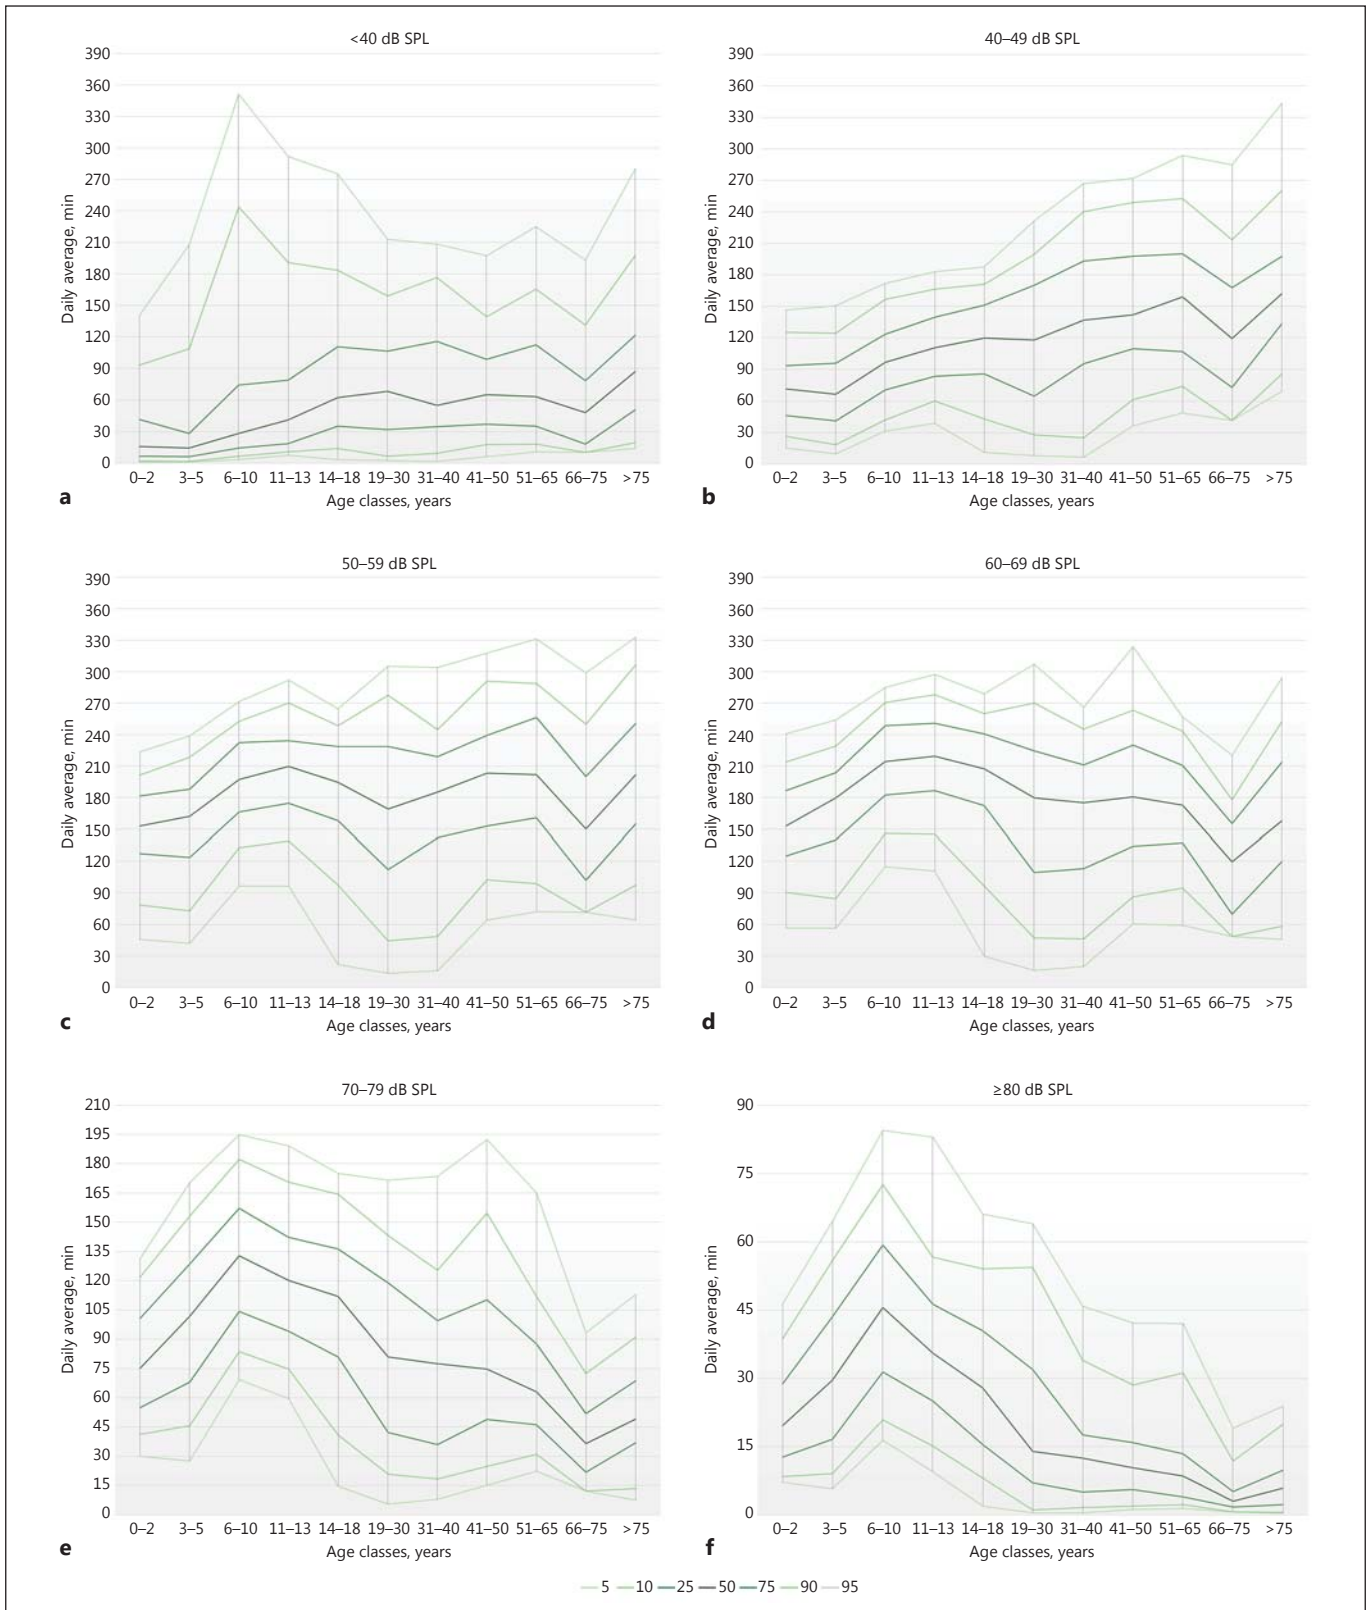 <40 dB SPL
390
360
330
300
270
240
210
180
150
120
90
60
30
0
Daily average, min
0–2 3–5 6–10 11–13 14–18 19–30 31–40 41–50 51–65 66–75 >75
Age classes, years
a
40–49 dB SPL
390
360
330
300
270
240
210
180
150
120
90
60
30
0
Daily average, min
0–2 3–5 6–10 11–13 14–18 19–30 31–40 41–50 51–65 66–75 >75
Age classes, years
b
50–59 dB SPL
390
360
330
300
270
240
210
180
150
120
90
60
30
0
Daily average, min
0–2 3–5 6–10 11–13 14–18 19–30 31–40 41–50 51–65 66–75 >75
Age classes, years
c
60–69 dB SPL
390
360
330
300
270
240
210
180
150
120
90
60
30
0
Daily average, min
0–2 3–5 6–10 11–13 14–18 19–30 31–40 41–50 51–65 66–75 >75
Age classes, years
d
70–79 dB SPL
210
195
180
165
150
135
120
105
90
75
60
45
30
15
0
Daily average, min
0–2 3–5 6–10 11–13 14–18 19–30 31–40 41–50 51–65 66–75 >75
Age classes, years
e
≥80 dB SPL
90
75
60
45
30
15
0
Daily average, min
0–2 3–5 6–10 11–13 14–18 19–30 31–40 41–50 51–65 66–75 >75
Age classes, years
f
5 10 25 50 75 90 95